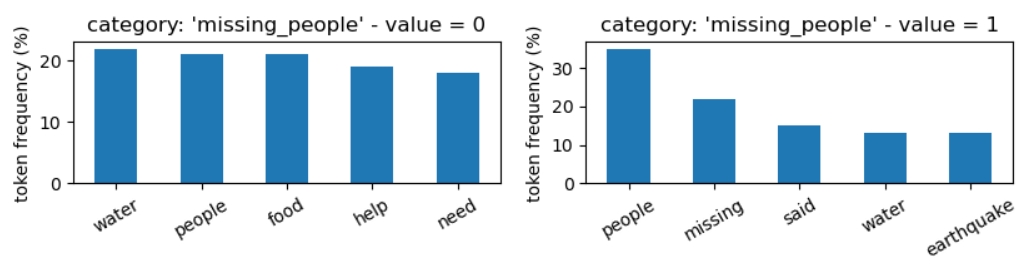 category: 'missing_people' - value = 0
token frequency (%)
20
10
0
water people food help need
category: 'missing_people' - value = 1
token frequency (%)
30
20
10
0
people missing said water earthquake